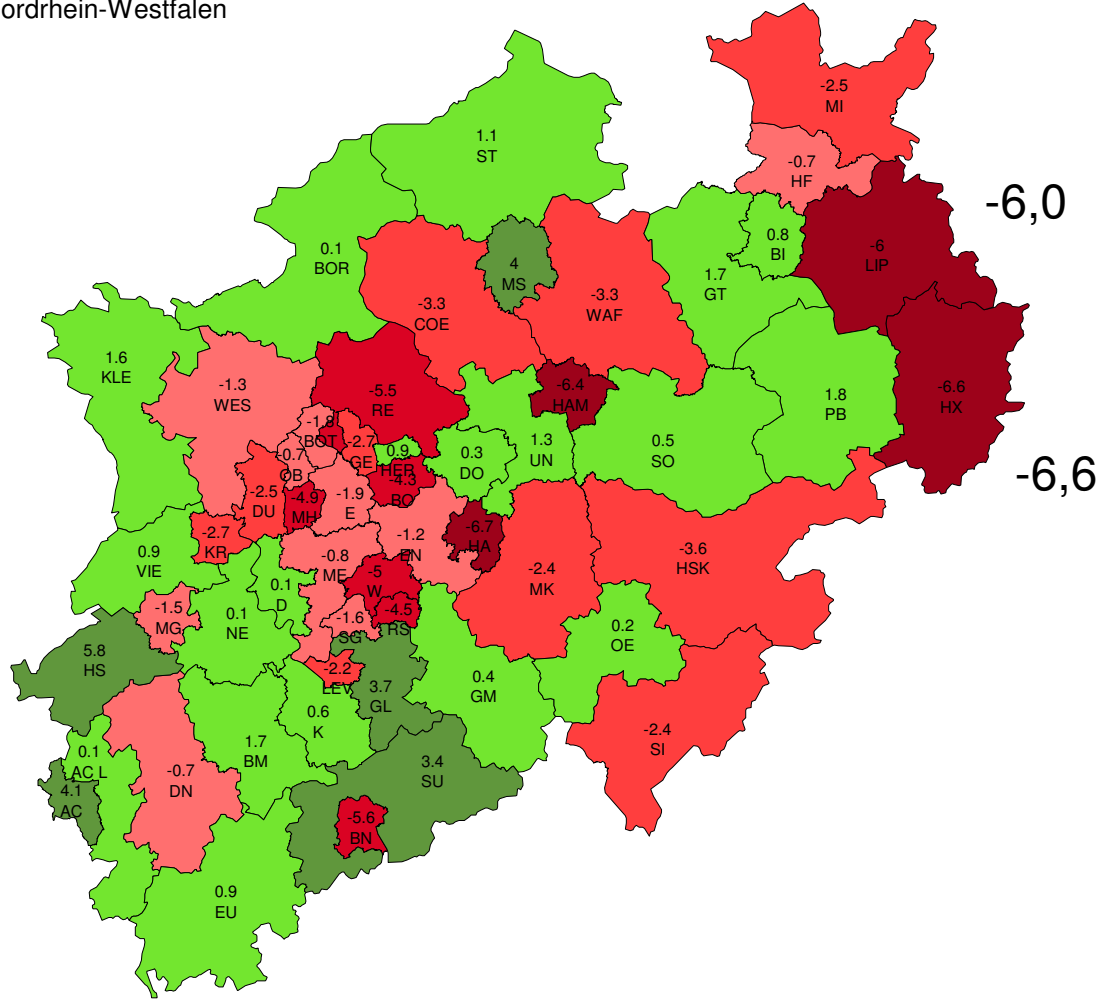 ordrhein-Westfalen
-2.5
MI
1.1
ST
-0.7
HF
-6,0
0.8
BI
-6
LIP
0.1
BOR
4
MS
1.7
GT
-3.3
COE
-3.3
WAF
1.6
KLE
-1.3
WES
-5.5
RE
-6.4
HAM
1.8
PB
-6.6
HX
-1.8
BOT
-2.7
GE
0.9
HER
0.3
DO
1.3
UN
0.5
SO
-0.7
OB
-4.3
BO
-6,6
-2.5
DU
-4.9
MH
-1.9
E
-2.7
KR
-1.2
EN
-6.7
HA
0.9
VIE
-0.8
ME
-3.6
HSK
-5
W
-2.4
MK
0.1
D
-1.5
MG
0.1
NE
-1.6
SG
-4.5
RS
0.2
OE
5.8
HS
-2.2
LEV
3.7
GL
0.4
GM
0.6
K
1.7
BM
-2.4
SI
0.1
AC L
3.4
SU
-0.7
DN
4.1
AC
-5.6
BN
0.9
EU